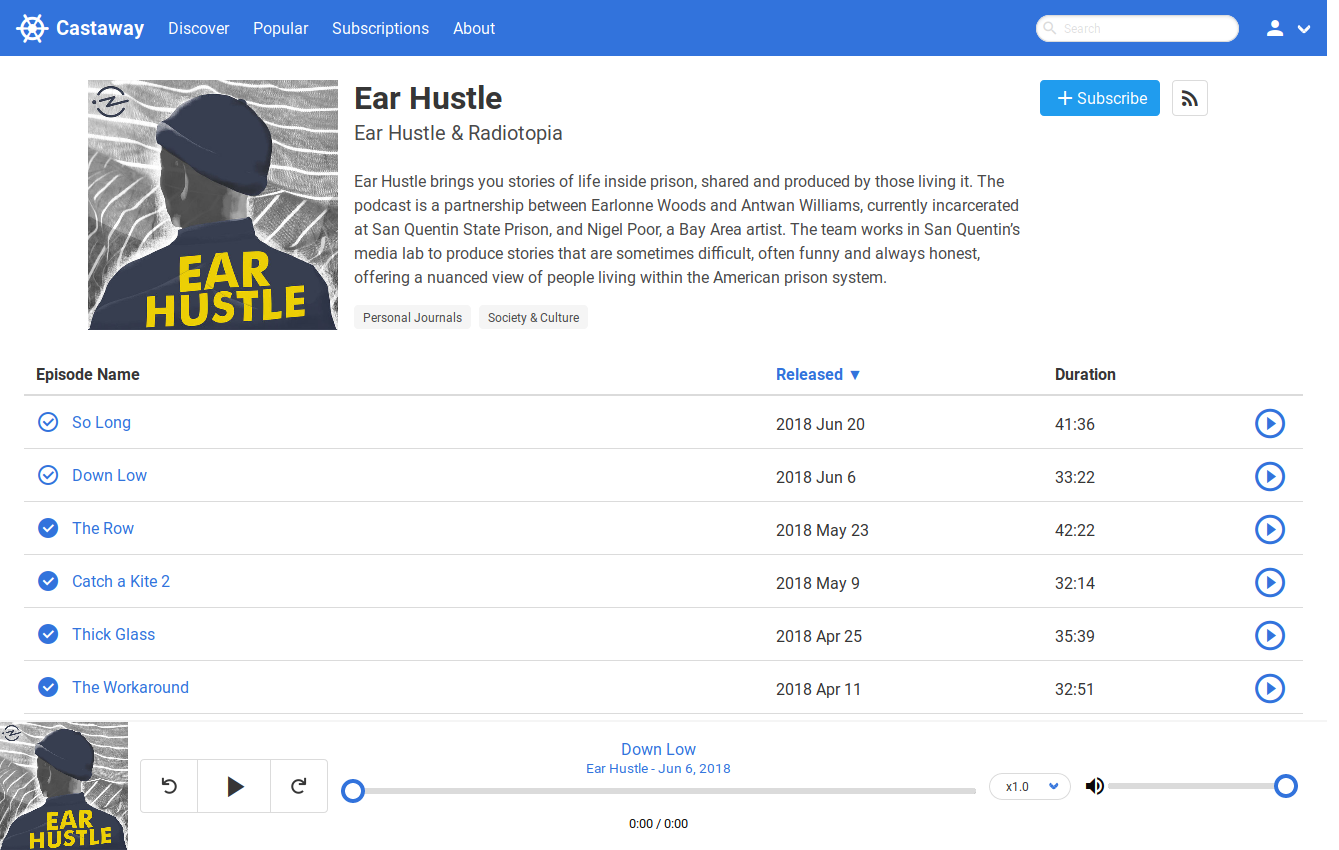 Castaway Discover Popular Subscriptions About Search
Ear Hustle
Ear Hustle & Radiotopia
+ Subscribe
Ear Hustle brings you stories of life inside prison, shared and produced by those living it. The
podcast is a partnership between Earlonne Woods and Antwan Williams, currently incarcerated
at San Quentin State Prison, and Nigel Poor, a Bay Area artist. The team works in San Quentin’s
media lab to produce stories that are sometimes difficult, often funny and always honest,
offering a nuanced view of people living within the American prison system.
Personal Journals Society & Culture
EAR
HUSTLE
Episode Name Released ▼ Duration
So Long 2018 Jun 20 41:36
Down Low 2018 Jun 6 33:22
The Row 2018 May 23 42:22
Catch a Kite 2 2018 May 9 32:14
Thick Glass 2018 Apr 25 35:39
The Workaround 2018 Apr 11 32:51
EAR
HUSTLE
Down Low
Ear Hustle - Jun 6, 2018
x1.0
0:00 / 0:00